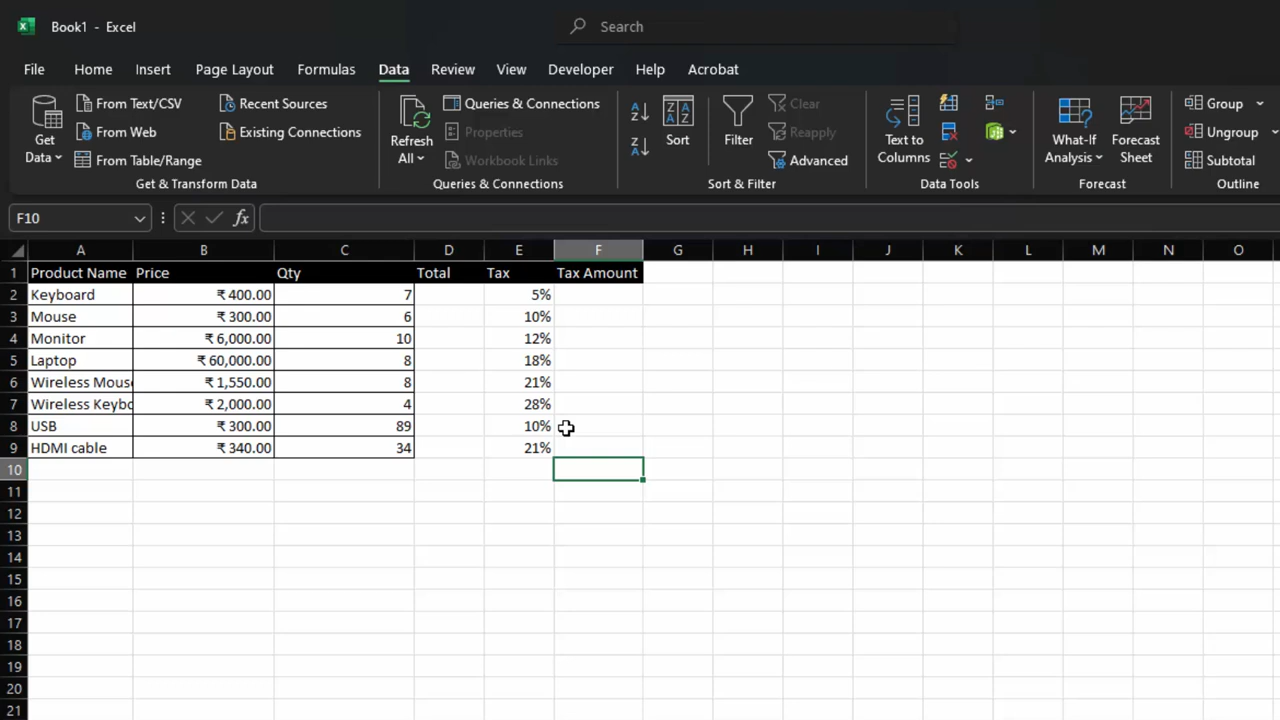 Book1 - Excel
Search
File Home Insert Page Layout Formulas Data Review View Developer Help Acrobat
Get Data
From Text/CSV
From Web
From Table/Range
Recent Sources
Existing Connections
Get & Transform Data
Refresh All
Queries & Connections
Properties
Workbook Links
Queries & Connections
A Z
Z A
Sort
Filter
Clear
Reapply
Advanced
Sort & Filter
Text to Columns
Data Tools
What-If Analysis
Forecast Sheet
Forecast
Group
Ungroup
Subtotal
Outline
F10 fx
A B C D E F G H I J K L M N O
1 Product Name Price Qty Total Tax Tax Amount
2 Keyboard ₹ 400.00 7 5%
3 Mouse ₹ 300.00 6 10%
4 Monitor ₹ 6,000.00 10 12%
5 Laptop ₹ 60,000.00 8 18%
6 Wireless Mous ₹ 1,550.00 8 21%
7 Wireless Keybo ₹ 2,000.00 4 28%
8 USB ₹ 300.00 89 10%
9 HDMI cable ₹ 340.00 34 21%
10
11
12
13
14
15
16
17
18
19
20
21